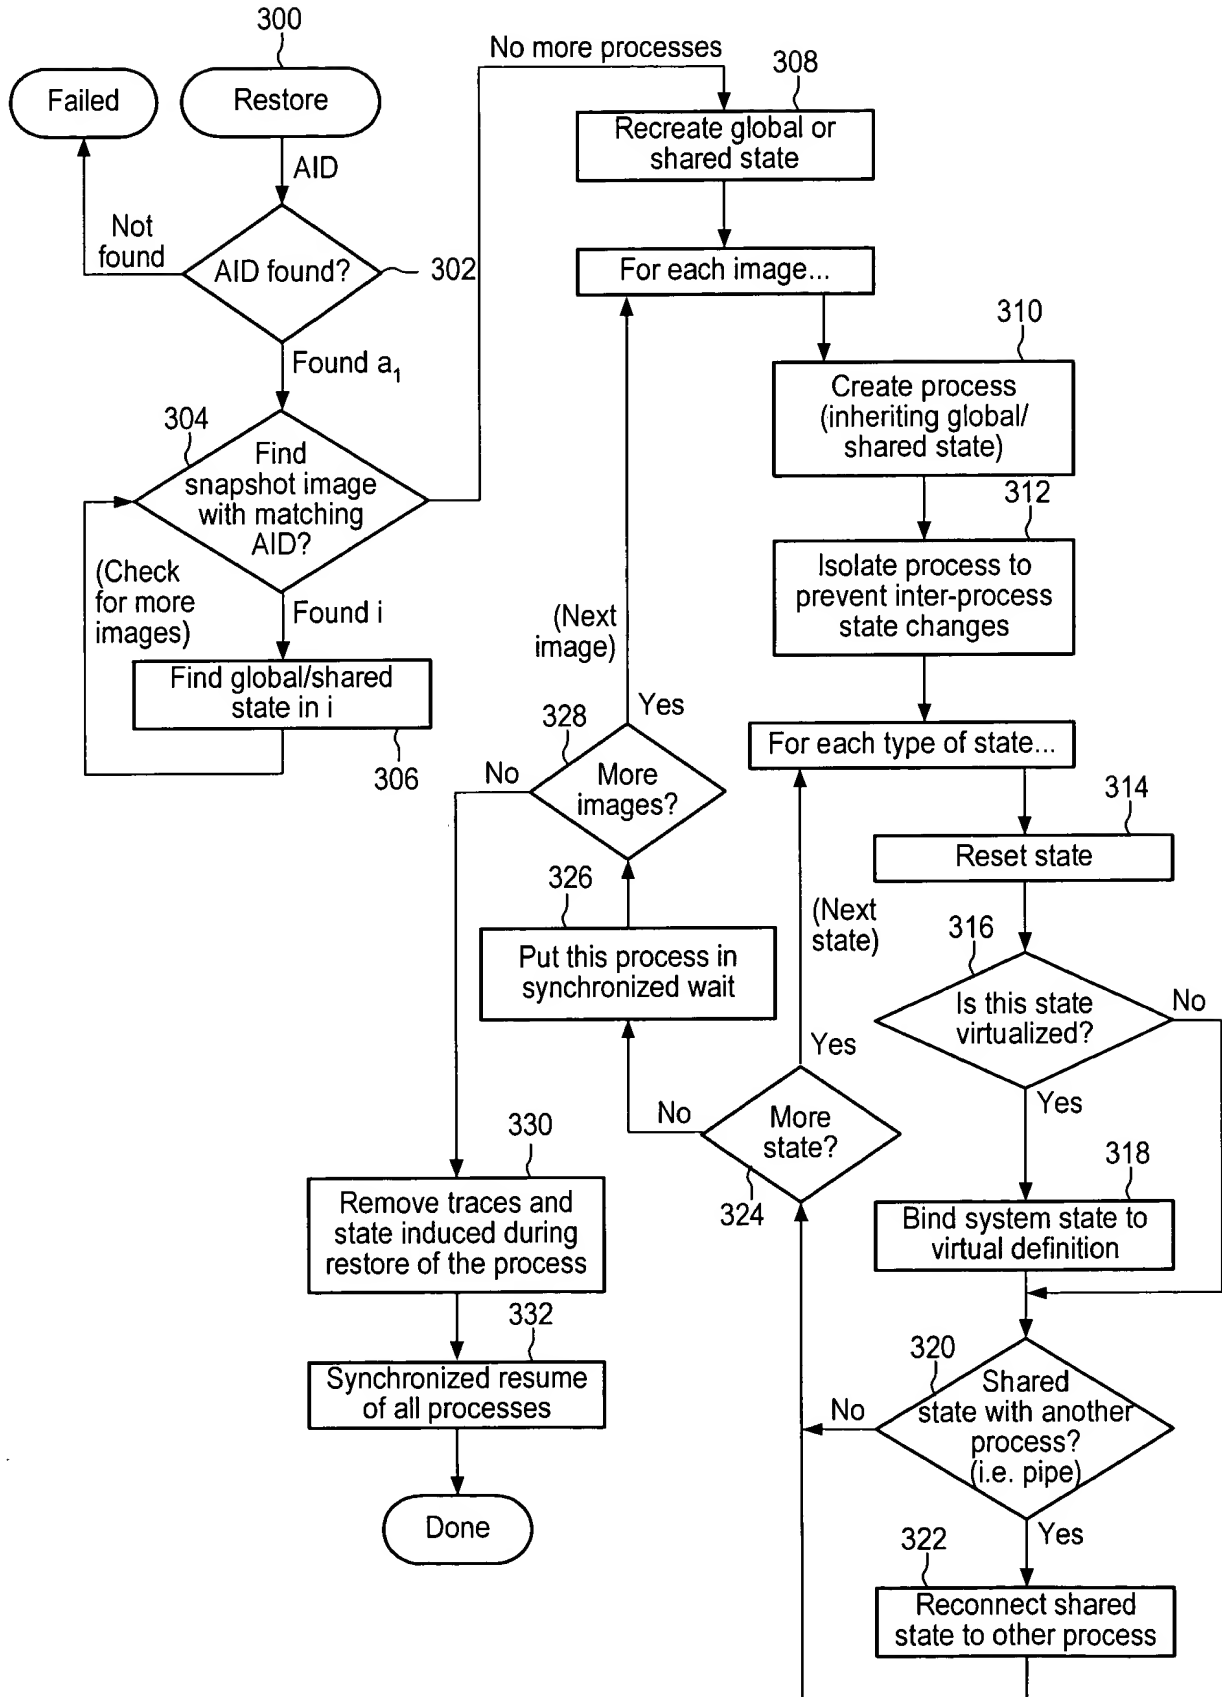 300
Failed
Restore
AID
Not
found
AID found?
302
Found a1
304
Find
snapshot image
with matching
AID?
(Check
for more
images)
Found i
Find global/shared
state in i
306
No more processes
308
Recreate global or
shared state
For each image...
310
Create process
(inheriting global/
shared state)
312
Isolate process to
prevent inter-process
state changes
For each type of state...
314
Reset state
316
Is this state
virtualized?
No
Yes
318
Bind system state to
virtual definition
320
Shared
state with another
process?
(i.e. pipe)
No
Yes
322
Reconnect shared
state to other process
(Next
state)
Yes
More
state?
324
No
326
Put this process in
synchronized wait
328
More
images?
Yes
(Next
image)
No
330
Remove traces and
state induced during
restore of the process
332
Synchronized resume
of all processes
Done